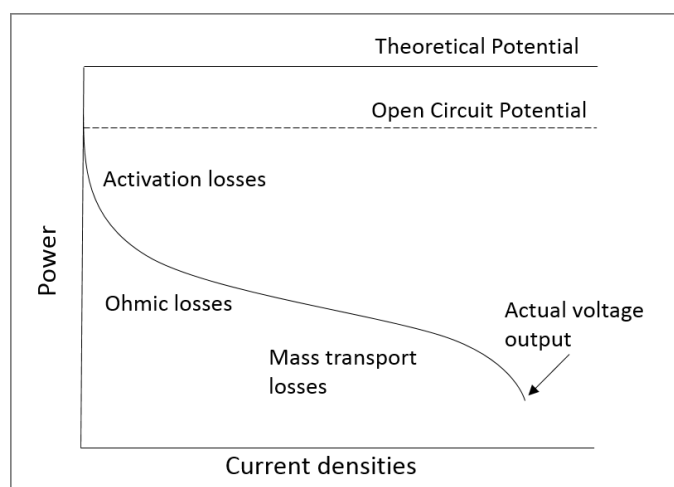 Theoretical Potential
Open Circuit Potential
Activation losses
Power
Ohmic losses
Actual voltage
output
Mass transport
losses
Current densities